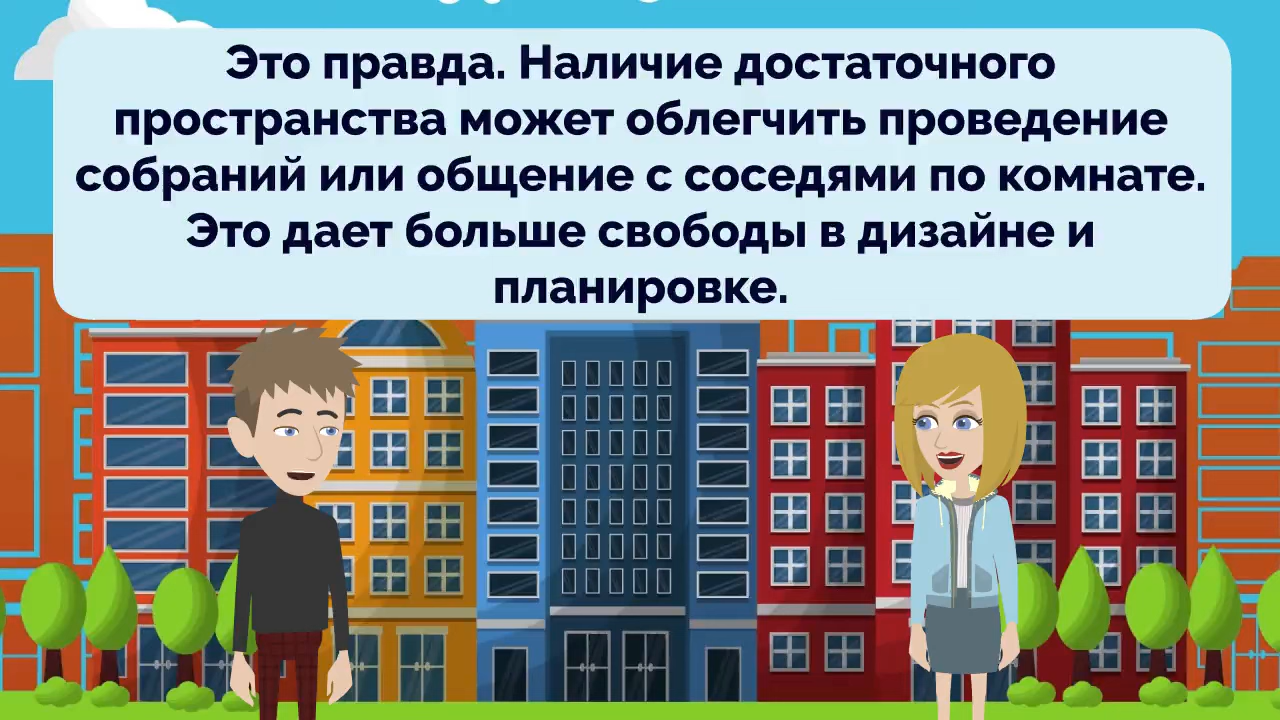 Это правда. Наличие достаточного
пространства может облегчить проведение
собраний или общение с соседями по комнате.
Это дает больше свободы в дизайне и
планировке.